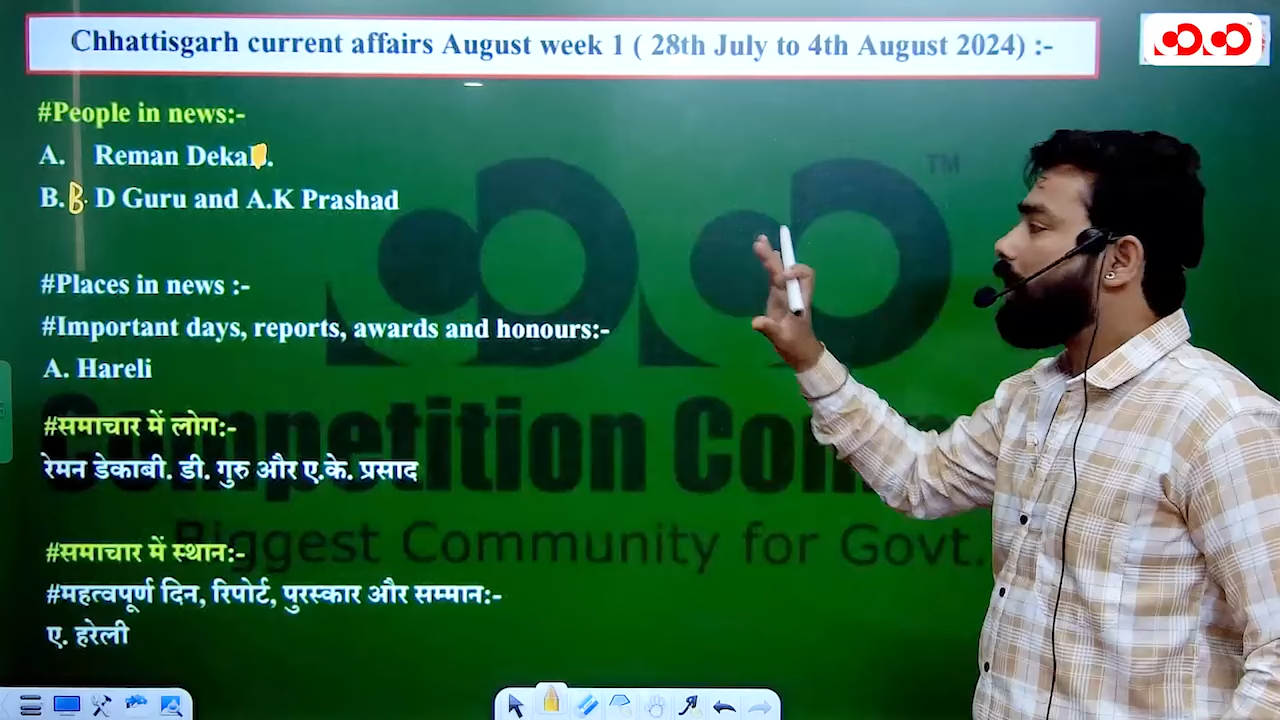 Chhattisgarh current affairs August week 1 ( 28th July to 4th August 2024) :-
#People in news:-
A. Reman Deka.
B. B. D Guru and A.K Prashad
#Places in news :-
#Important days, reports, awards and honours:-
A. Hareli
#समाचार में लोग:-
रेमन डेकाबी. डी. गुरु और ए.के. प्रसाद
#समाचार में स्थान:-
#महत्वपूर्ण दिन, रिपोर्ट, पुरस्कार और सम्मान:-
ए. हरेली
TM
Competition Com
Biggest Community for Govt.